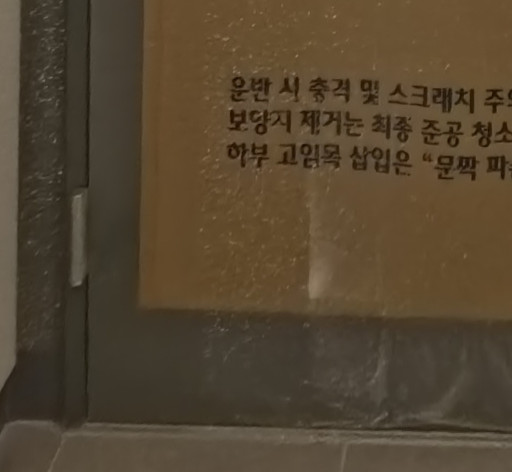 운반 시 충격 및 스크래치 주의
보양지 제거는 최종 준공 청소
하부 고임목 삽입은 “문짝 파